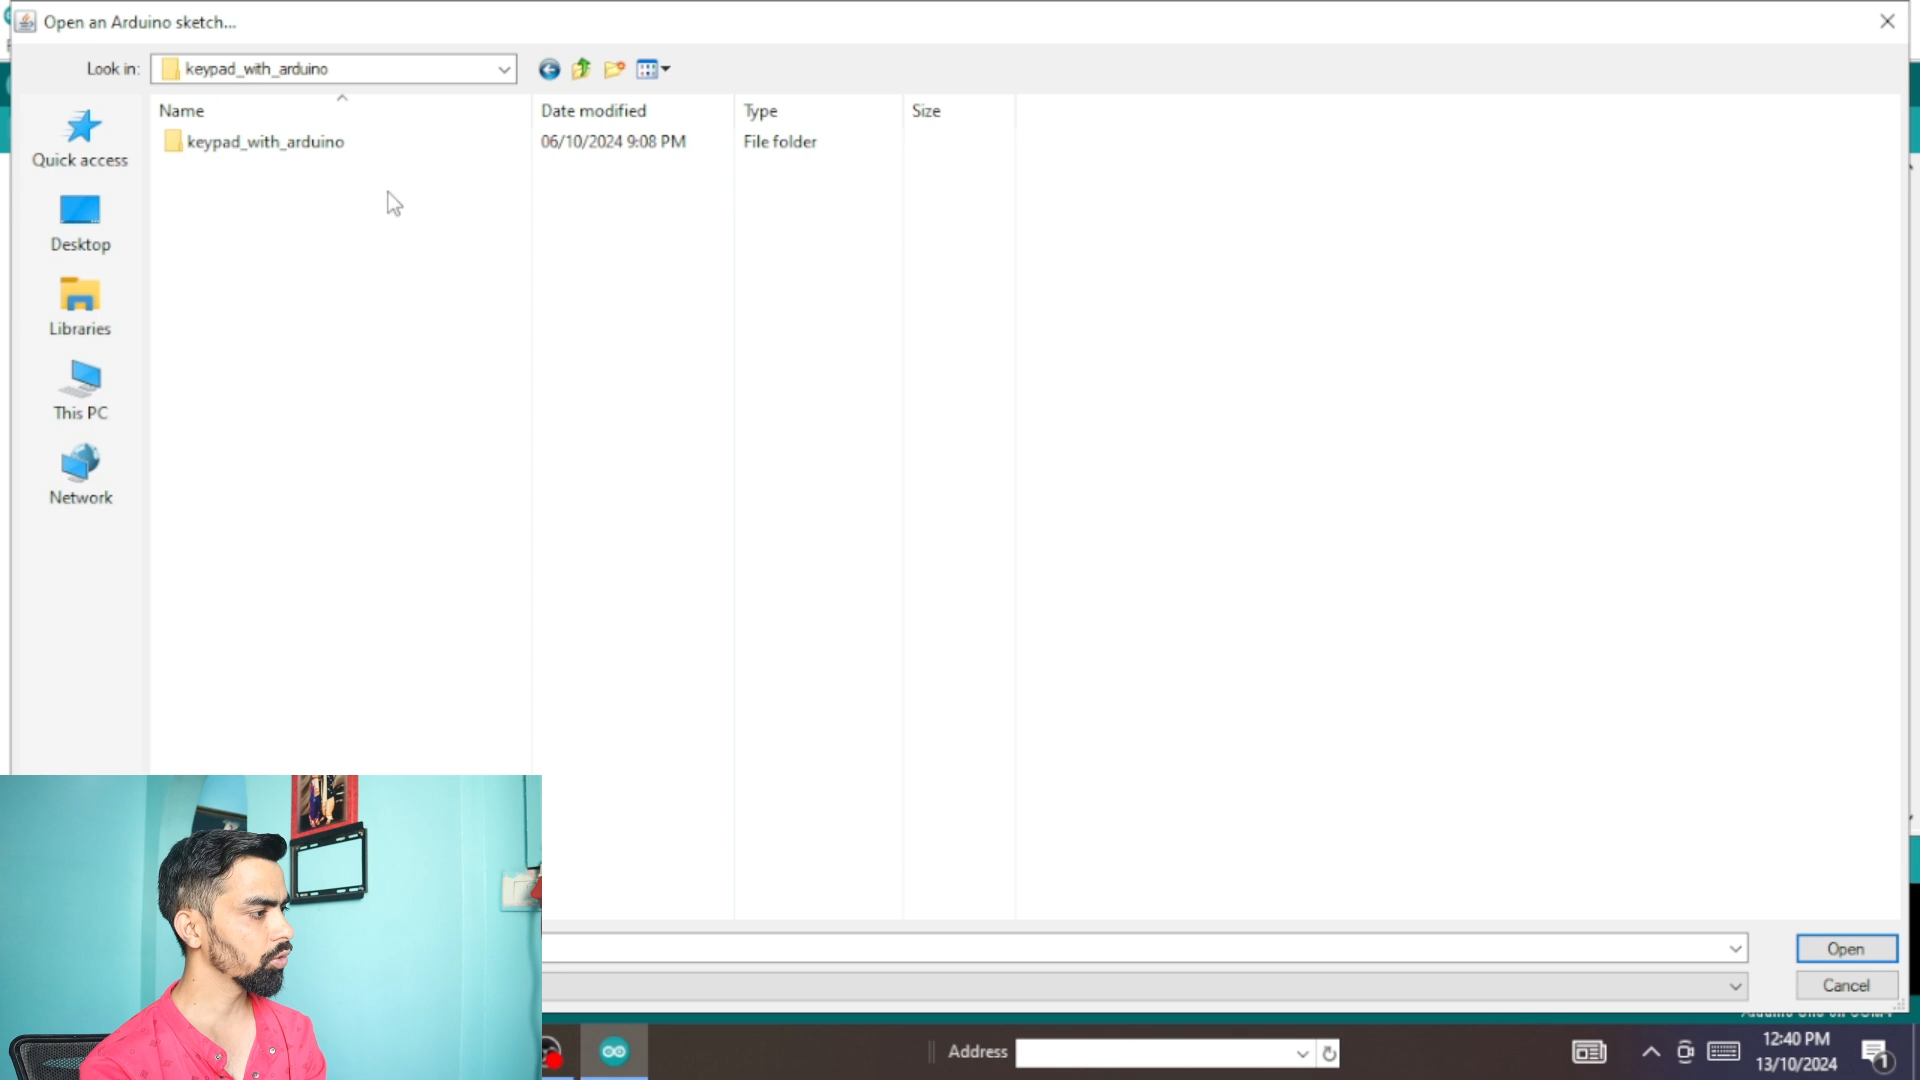 Open an Arduino sketch...
Look in: keypad_with_arduino
Name Date modified Type Size
keypad_with_arduino 06/10/2024 9:08 PM File folder
Quick access
Desktop
Libraries
This PC
Network
Open
Cancel
Address
12:40 PM
13/10/2024
1